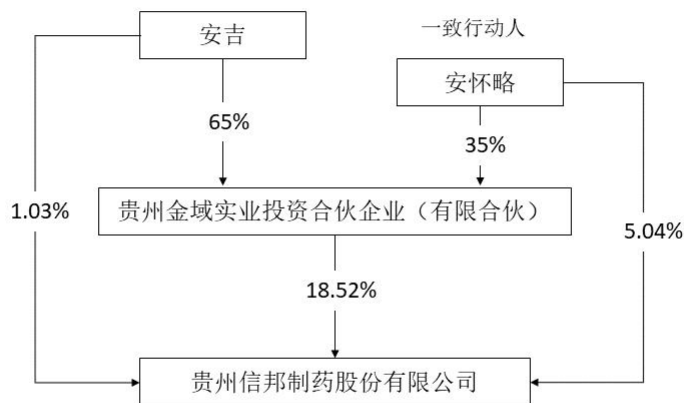 安吉
一致行动人
安怀略
65%
35%
贵州金域实业投资合伙企业（有限合伙）
1.03%
5.04%
18.52%
贵州信邦制药股份有限公司